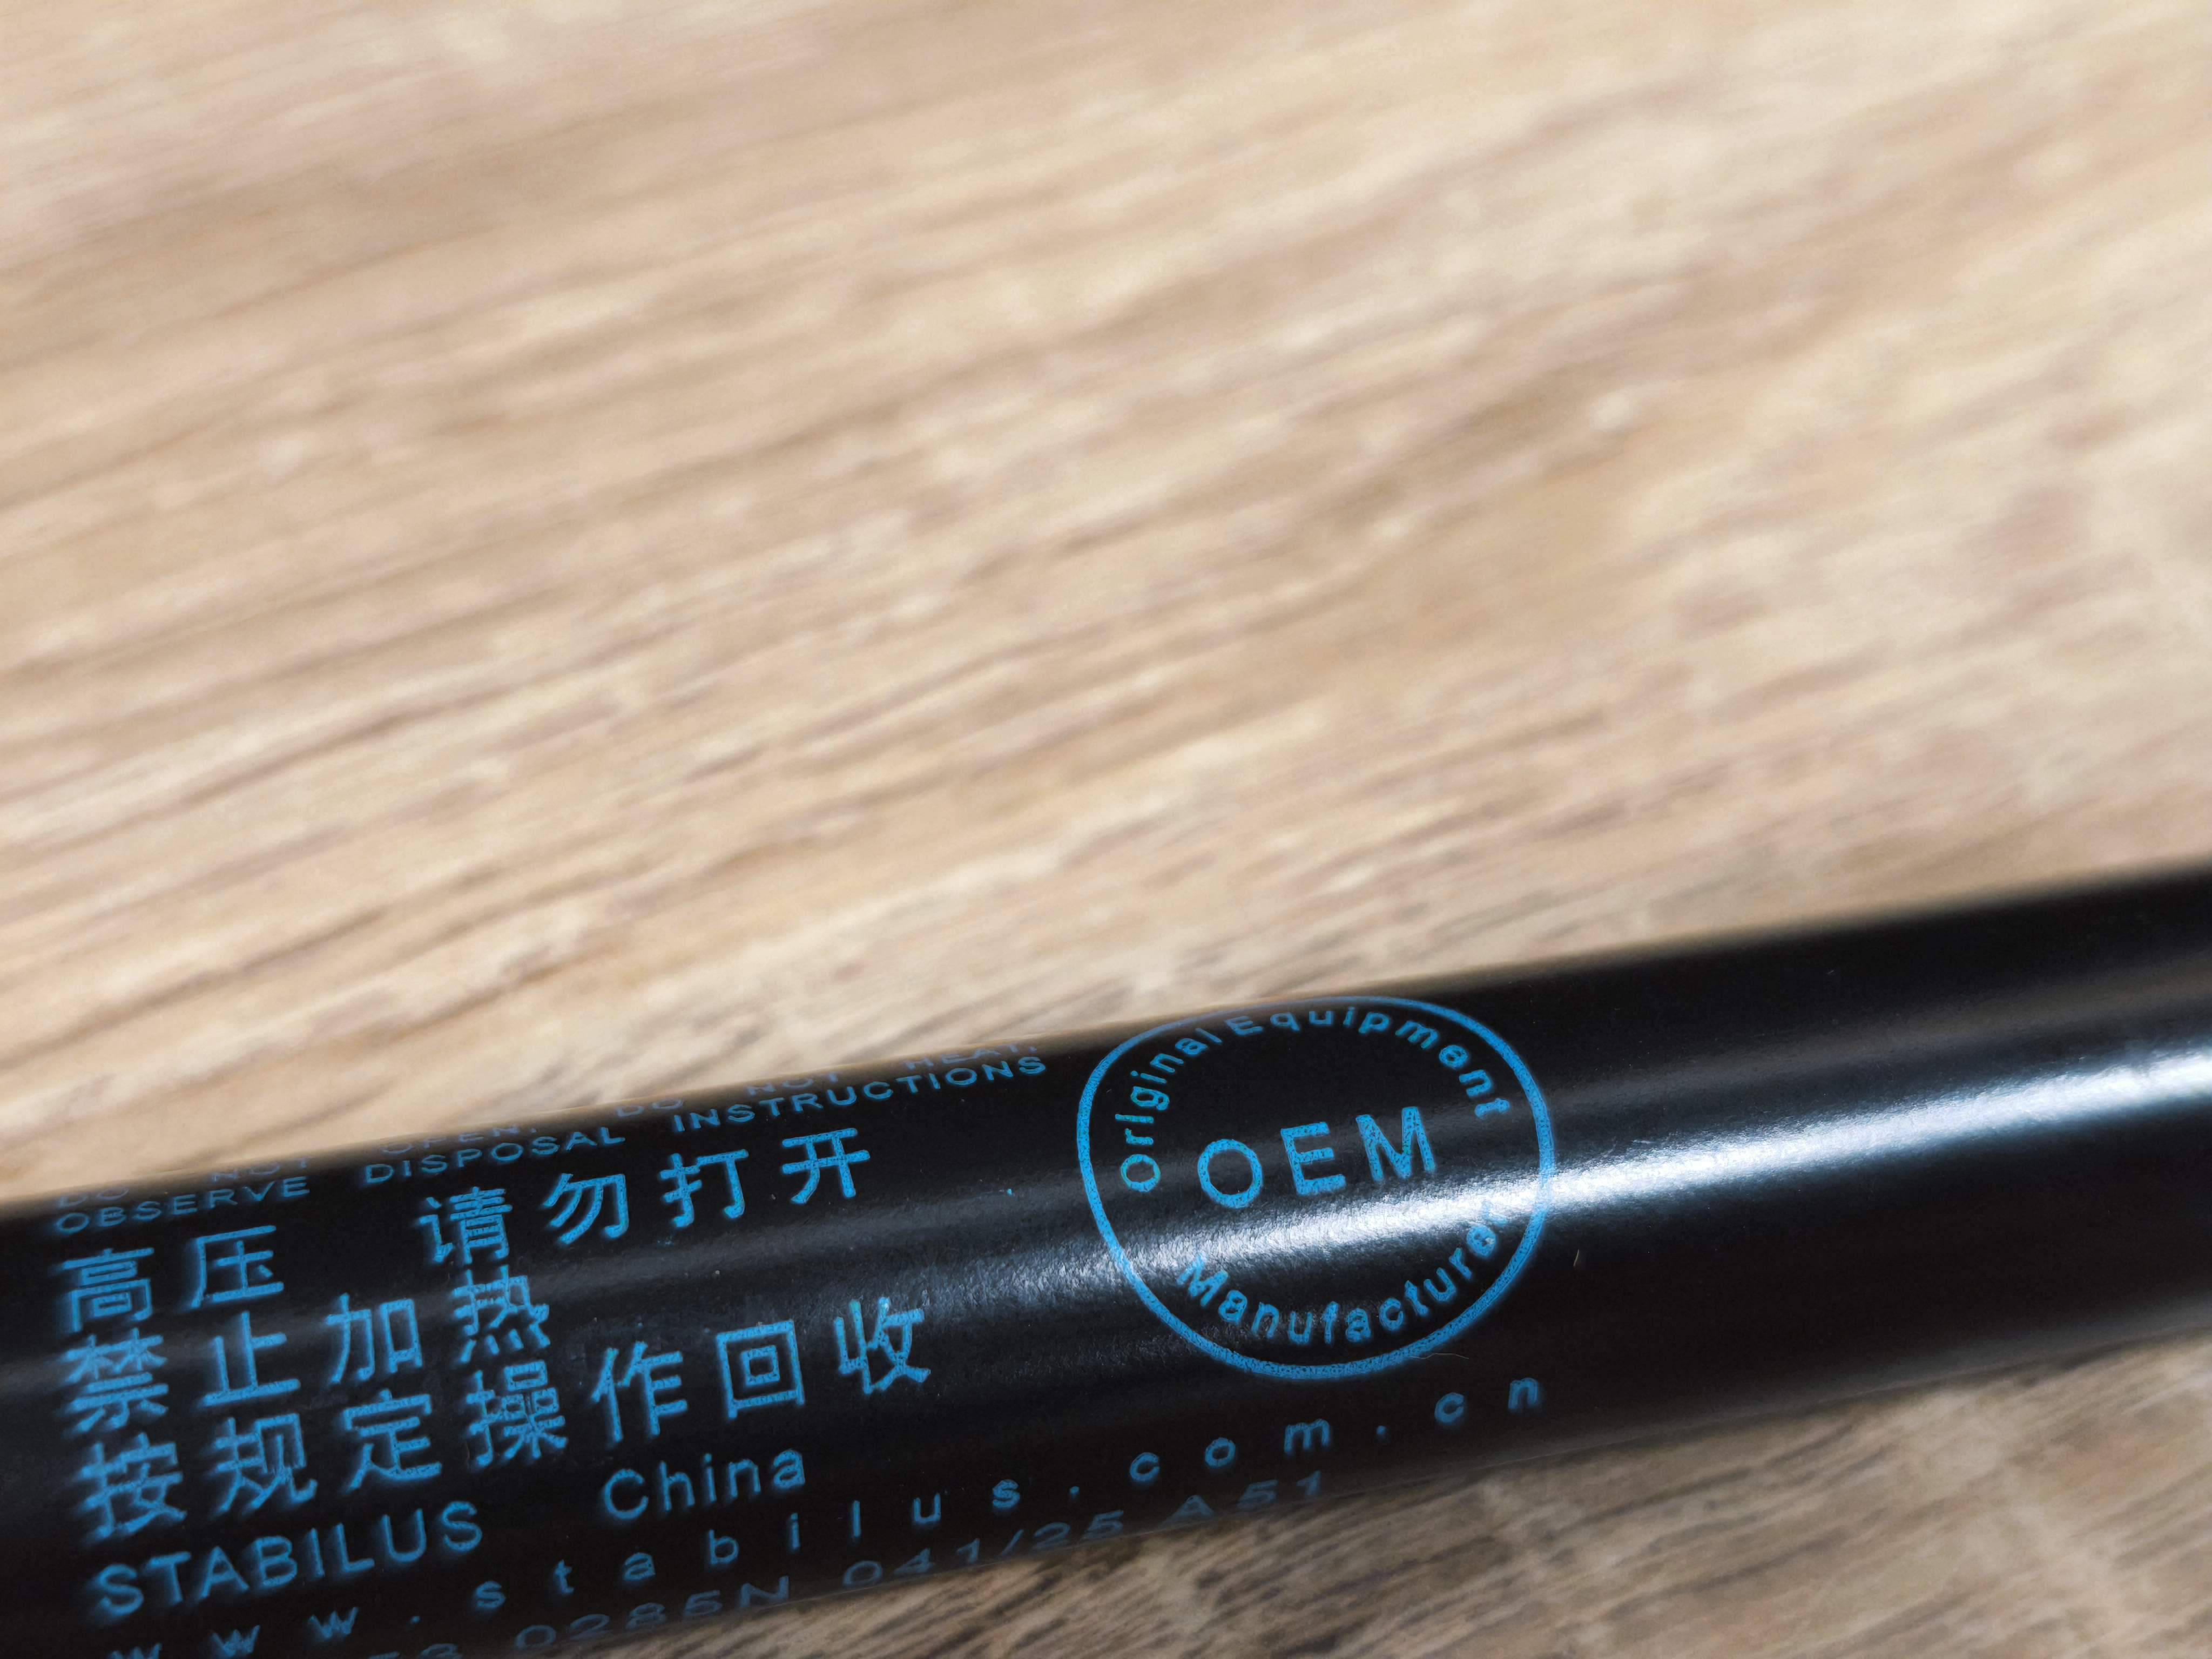 DO NOT OPEN. DO NOT HEAT.
OBSERVE DISPOSAL INSTRUCTIONS
高压 请勿打开
禁止加热
按规定操作回收
STABILUS China
www.stabilus.com.cn
0285N 041/25 A51
Original Equipment
OEM
Manufacturer